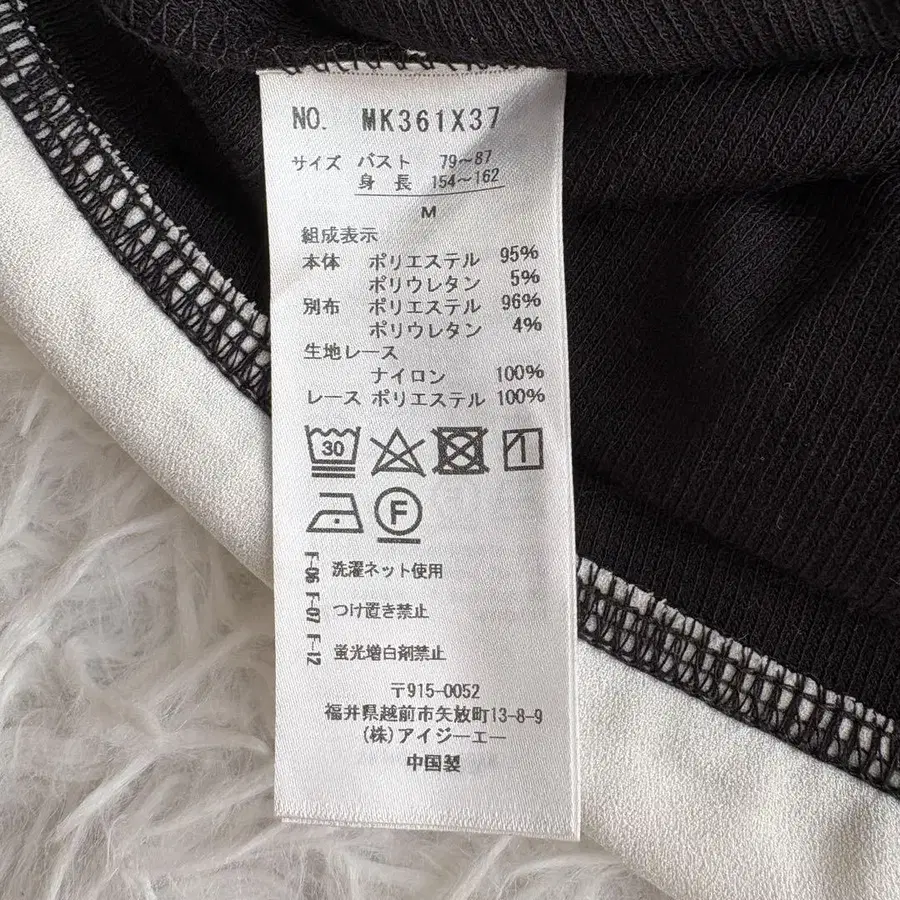 NO. MK361X37
サイズ バスト 79～87
身 長 154～162
M
組成表示
本体 ポリエステル 95%
ポリウレタン 5%
別布 ポリエステル 96%
ポリウレタン 4%
生地レース
ナイロン 100%
レース ポリエステル 100%
30
F
F-06 洗濯ネット使用
F-07 つけ置き禁止
F-12 蛍光増白剤禁止
〒915-0052
福井県越前市矢放町13-8-9
(株)アイジーエー
中国製